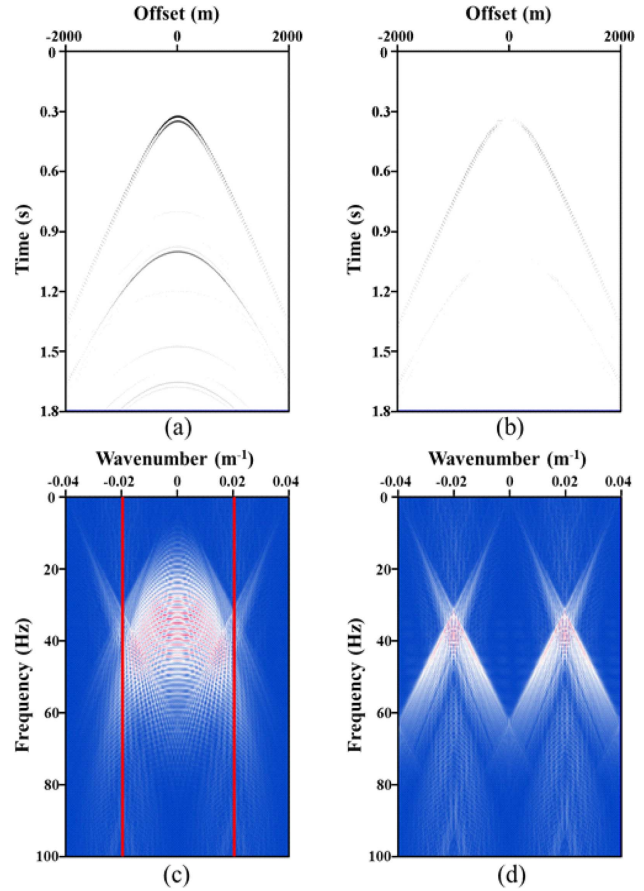 Offset (m)
-2000 0 2000
0
0.3
0.6
0.9
1.2
1.5
1.8
Time (s)
(a)
Offset (m)
-2000 0 2000
0
0.3
0.6
0.9
1.2
1.5
1.8
Time (s)
(b)
Wavenumber (m-1)
-0.04 -0.02 0 0.02 0.04
0
20
40
60
80
100
Frequency (Hz)
(c)
Wavenumber (m-1)
-0.04 -0.02 0 0.02 0.04
0
20
40
60
80
100
Frequency (Hz)
(d)